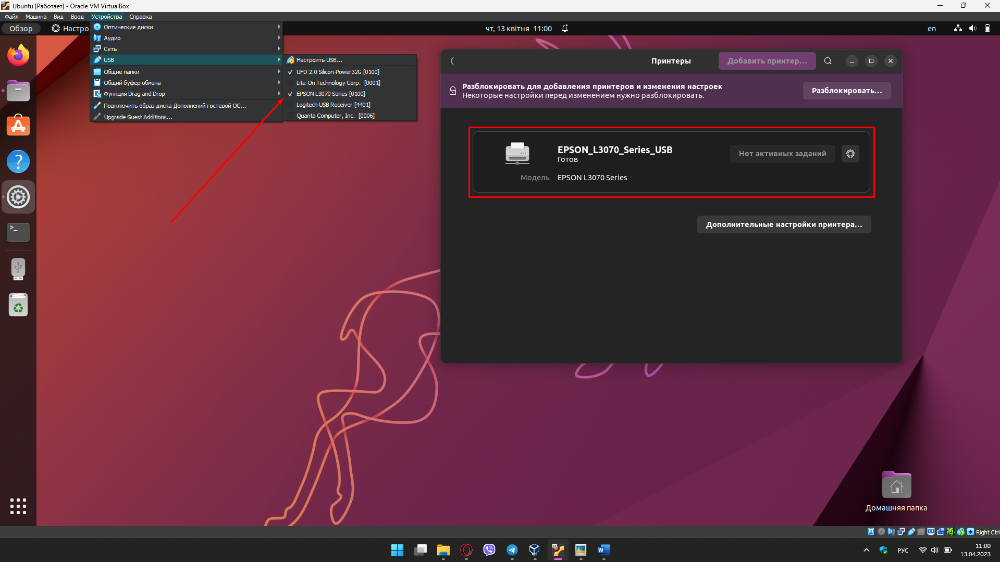 Ubuntu [Работает] - Oracle VM VirtualBox
Файл Машина Вид Ввод Устройства Справка
Обзор
Настро
чт, 13 квітня 11:00
en
Оптические диски
Аудио
Сеть
USB
Общие папки
Общий буфер обмена
Функция Drag and Drop
Подключить образ диска Дополнений гостевой ОС...
Upgrade Guest Additions...
Настроить USB...
UFD 2.0 Silicon-Power32G [0100]
Lite-On Technology Corp. [0001]
EPSON L3070 Series [0100]
Logitech USB Receiver [4401]
Quanta Computer, Inc. [0006]
Принтеры
Добавить принтер...
Разблокировать для добавления принтеров и изменения настроек
Некоторые настройки перед изменением нужно разблокировать.
Разблокировать...
EPSON_L3070_Series_USB
Готов
Нет активных заданий
Модель EPSON L3070 Series
Дополнительные настройки принтера...
Домашняя папка
Right Ctrl
РУС
11:00
13.04.2023